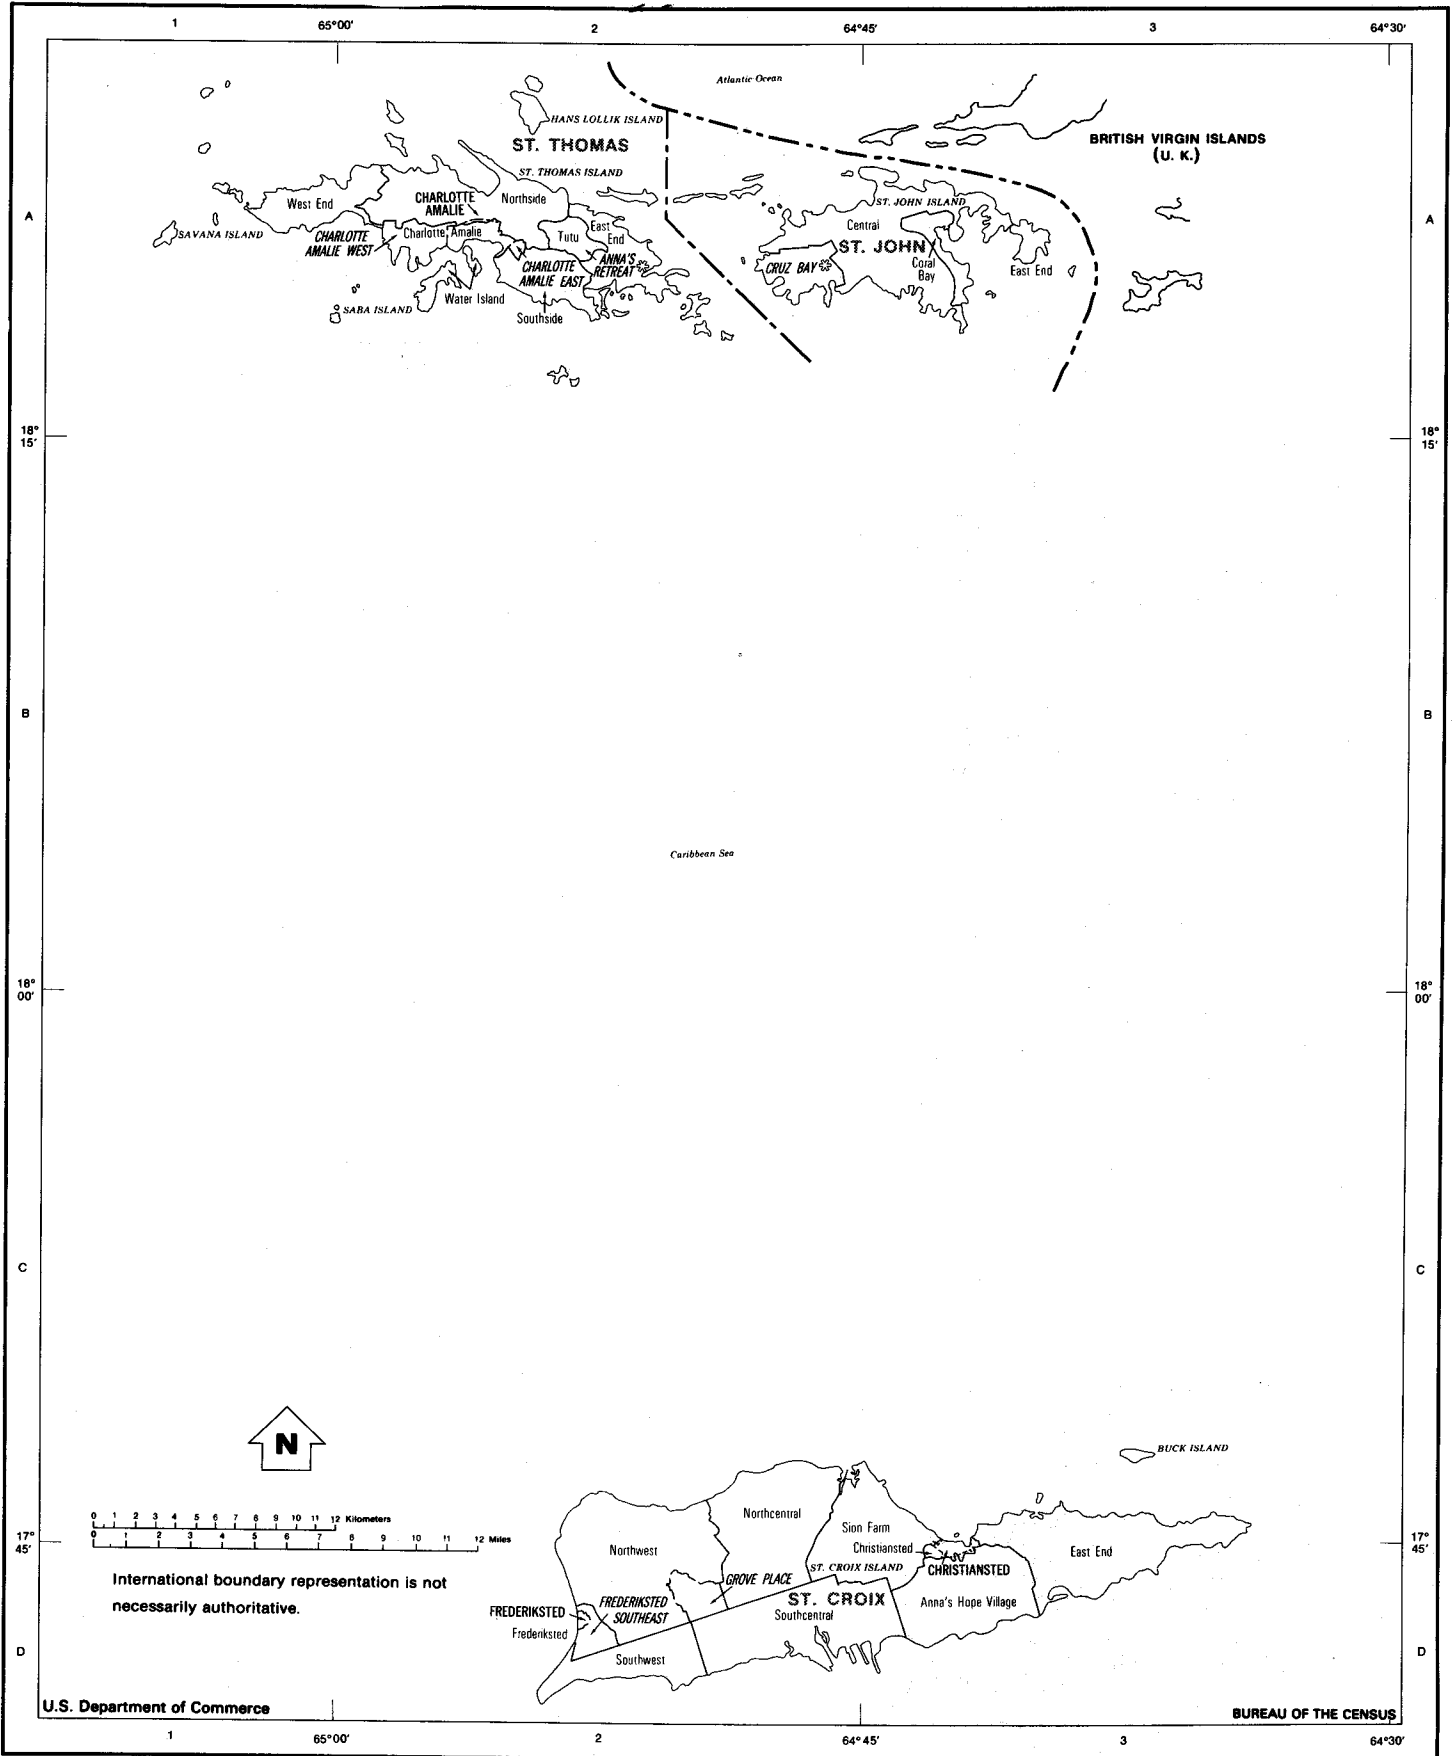 1
65°00'
2
64°45'
3
64°30'
Atlantic Ocean
HANS LOLLIK ISLAND
ST. THOMAS
BRITISH VIRGIN ISLANDS
(U. K.)
ST. THOMAS ISLAND
West End
CHARLOTTE
AMALIE
Northside
ST. JOHN ISLAND
A
A
SAVANA ISLAND
CHARLOTTE
AMALIE WEST
Charlotte Amalie
Tutu
East
End
Central
ST. JOHN
CHARLOTTE
AMALIE EAST
ANNA'S
RETREAT
CRUZ BAY
Coral
Bay
East End
Water Island
SABA ISLAND
Southside
18°
15'
18°
15'
B
B
Caribbean Sea
18°
00'
18°
00'
C
C
N
BUCK ISLAND
0 1 2 3 4 5 6 7 8 9 10 11 12 Kilometers
0 1 2 3 4 5 6 7 8 9 10 11 12 Miles
17°
45'
17°
45'
International boundary representation is not
necessarily authoritative.
Northcentral
Sion Farm
Northwest
Christiansted
East End
ST. CROIX ISLAND
CHRISTIANSTED
GROVE PLACE
ST. CROIX
FREDERIKSTED
SOUTHEAST
FREDERIKSTED
Frederiksted
Southcentral
Anna's Hope Village
Southwest
D
D
U.S. Department of Commerce
BUREAU OF THE CENSUS
1
65°00'
2
64°45'
3
64°30'